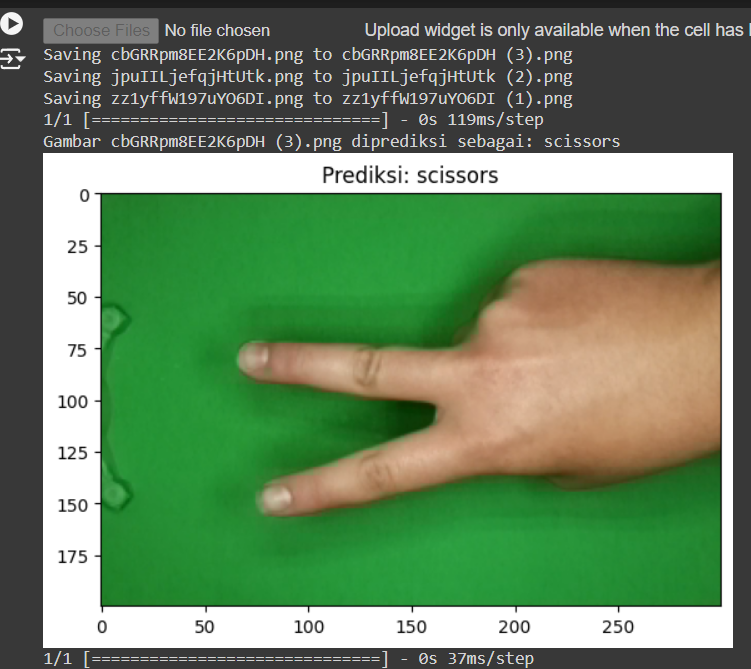 Choose Files No file chosen Upload widget is only available when the cell has
Saving cbGRRpm8EE2K6pDH.png to cbGRRpm8EE2K6pDH (3).png
Saving jpuIILjefqjHtUtk.png to jpuIILjefqjHtUtk (2).png
Saving zz1yffW197uYO6DI.png to zz1yffW197uYO6DI (1).png
1/1 [==============================] - 0s 119ms/step
Gambar cbGRRpm8EE2K6pDH (3).png diprediksi sebagai: scissors
Prediksi: scissors
0
25
50
75
100
125
150
175
0 50 100 150 200 250
1/1 [==============================] - 0s 37ms/step